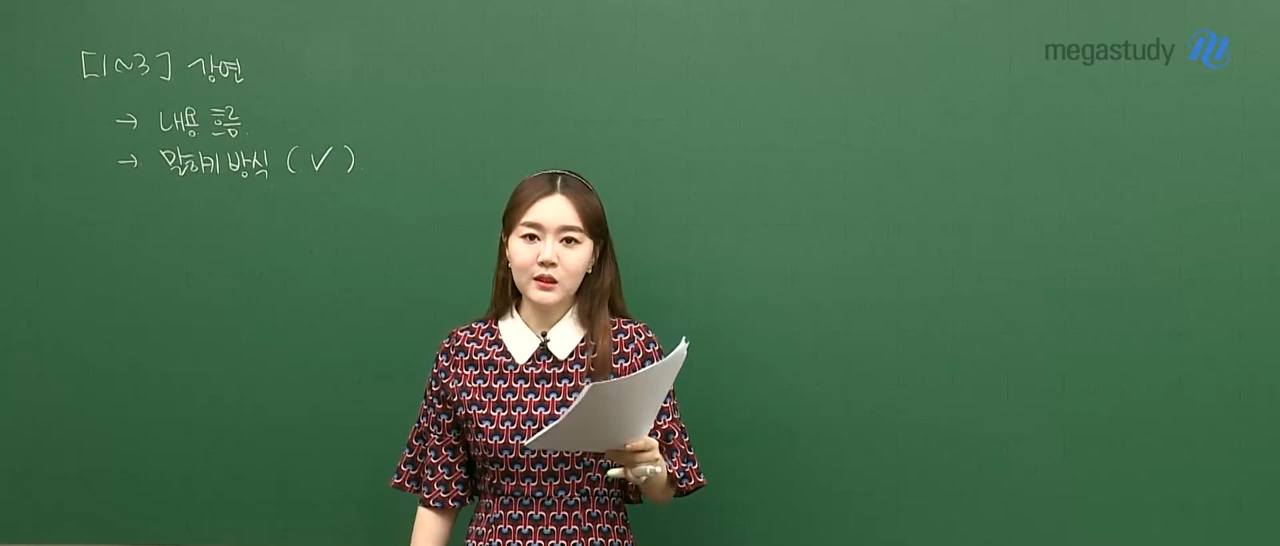 [1~3] 강연
→ 내용 흐름
→ 말하기 방식 (✓)
megastudy